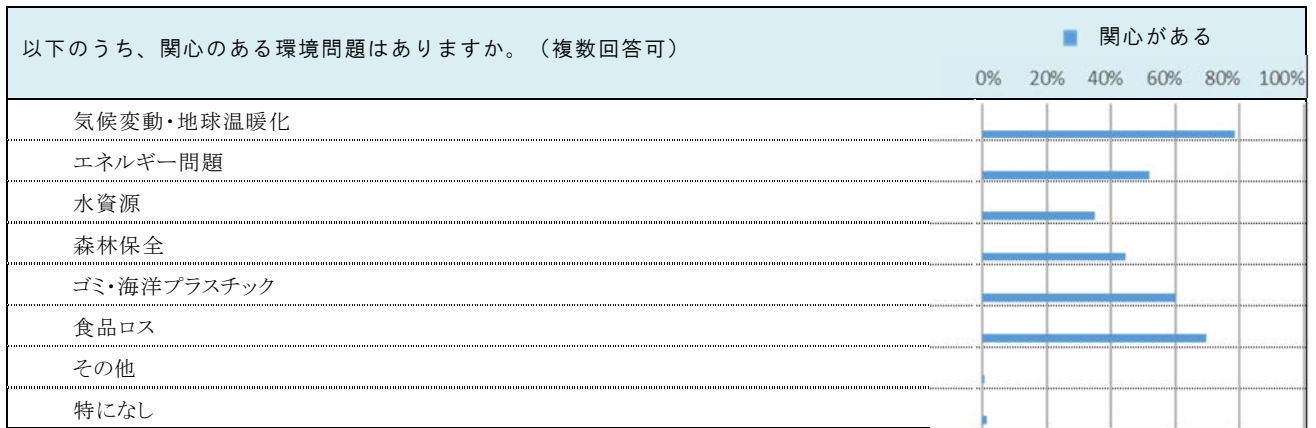 以下のうち、関心のある環境問題はありますか。（複数回答可）
関心がある
0% 20% 40% 60% 80% 100%
気候変動・地球温暖化
エネルギー問題
水資源
森林保全
ゴミ・海洋プラスチック
食品ロス
その他
特になし